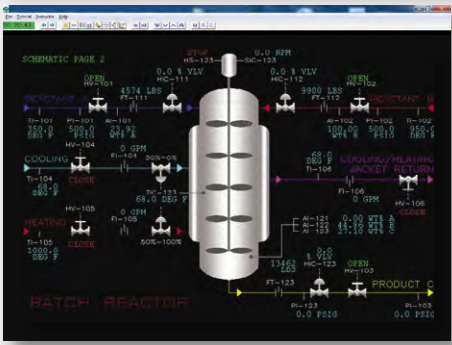 File Tutorial Instructor Help
SCHEMATIC PAGE 2
STOP
HS-123
0.0 RPM
SIC-123
OPEN
HV-101
0.0 % VLV
HIC-111
4574 LBS
FT-111
REACTANT
TI-101
PI-101
AI-101
350.0
DEG F
500.0
PSIG
23.92
0.0 % VLV
HIC-112
OPEN
HV-102
9900 LBS
FT-112
REACTANT B
AI-102
PI-102
TI-102
100.00
WT% B
500.0
PSIG
950.0
DEG F
HV-104
0 GPM
FI-104
COOLING
50%-0%
TI-104
68.0
DEG F
CLOSE
TIC-123
68.0 DEG F
HV-105
0 GPM
FI-105
HEATING
TI-105
1000.0
DEG F
CLOSE
50%-100%
68.0
DEG F
TI-106
COOLING/HEATING
JACKET RETURN
FI-106
0 GPM
HV-106
CLOSE
AI-121 0.00 WT% A
AI-122 44.86 WT% B
AI-123 27.10 WT% C
13462
LBS
FT-123
0.0
% VLV
HIC-123
OPEN
HV-103
PRODUCT C
PI-123
0.0 PSIG
PI-103
0.0 PSIG
BATCH REACTOR